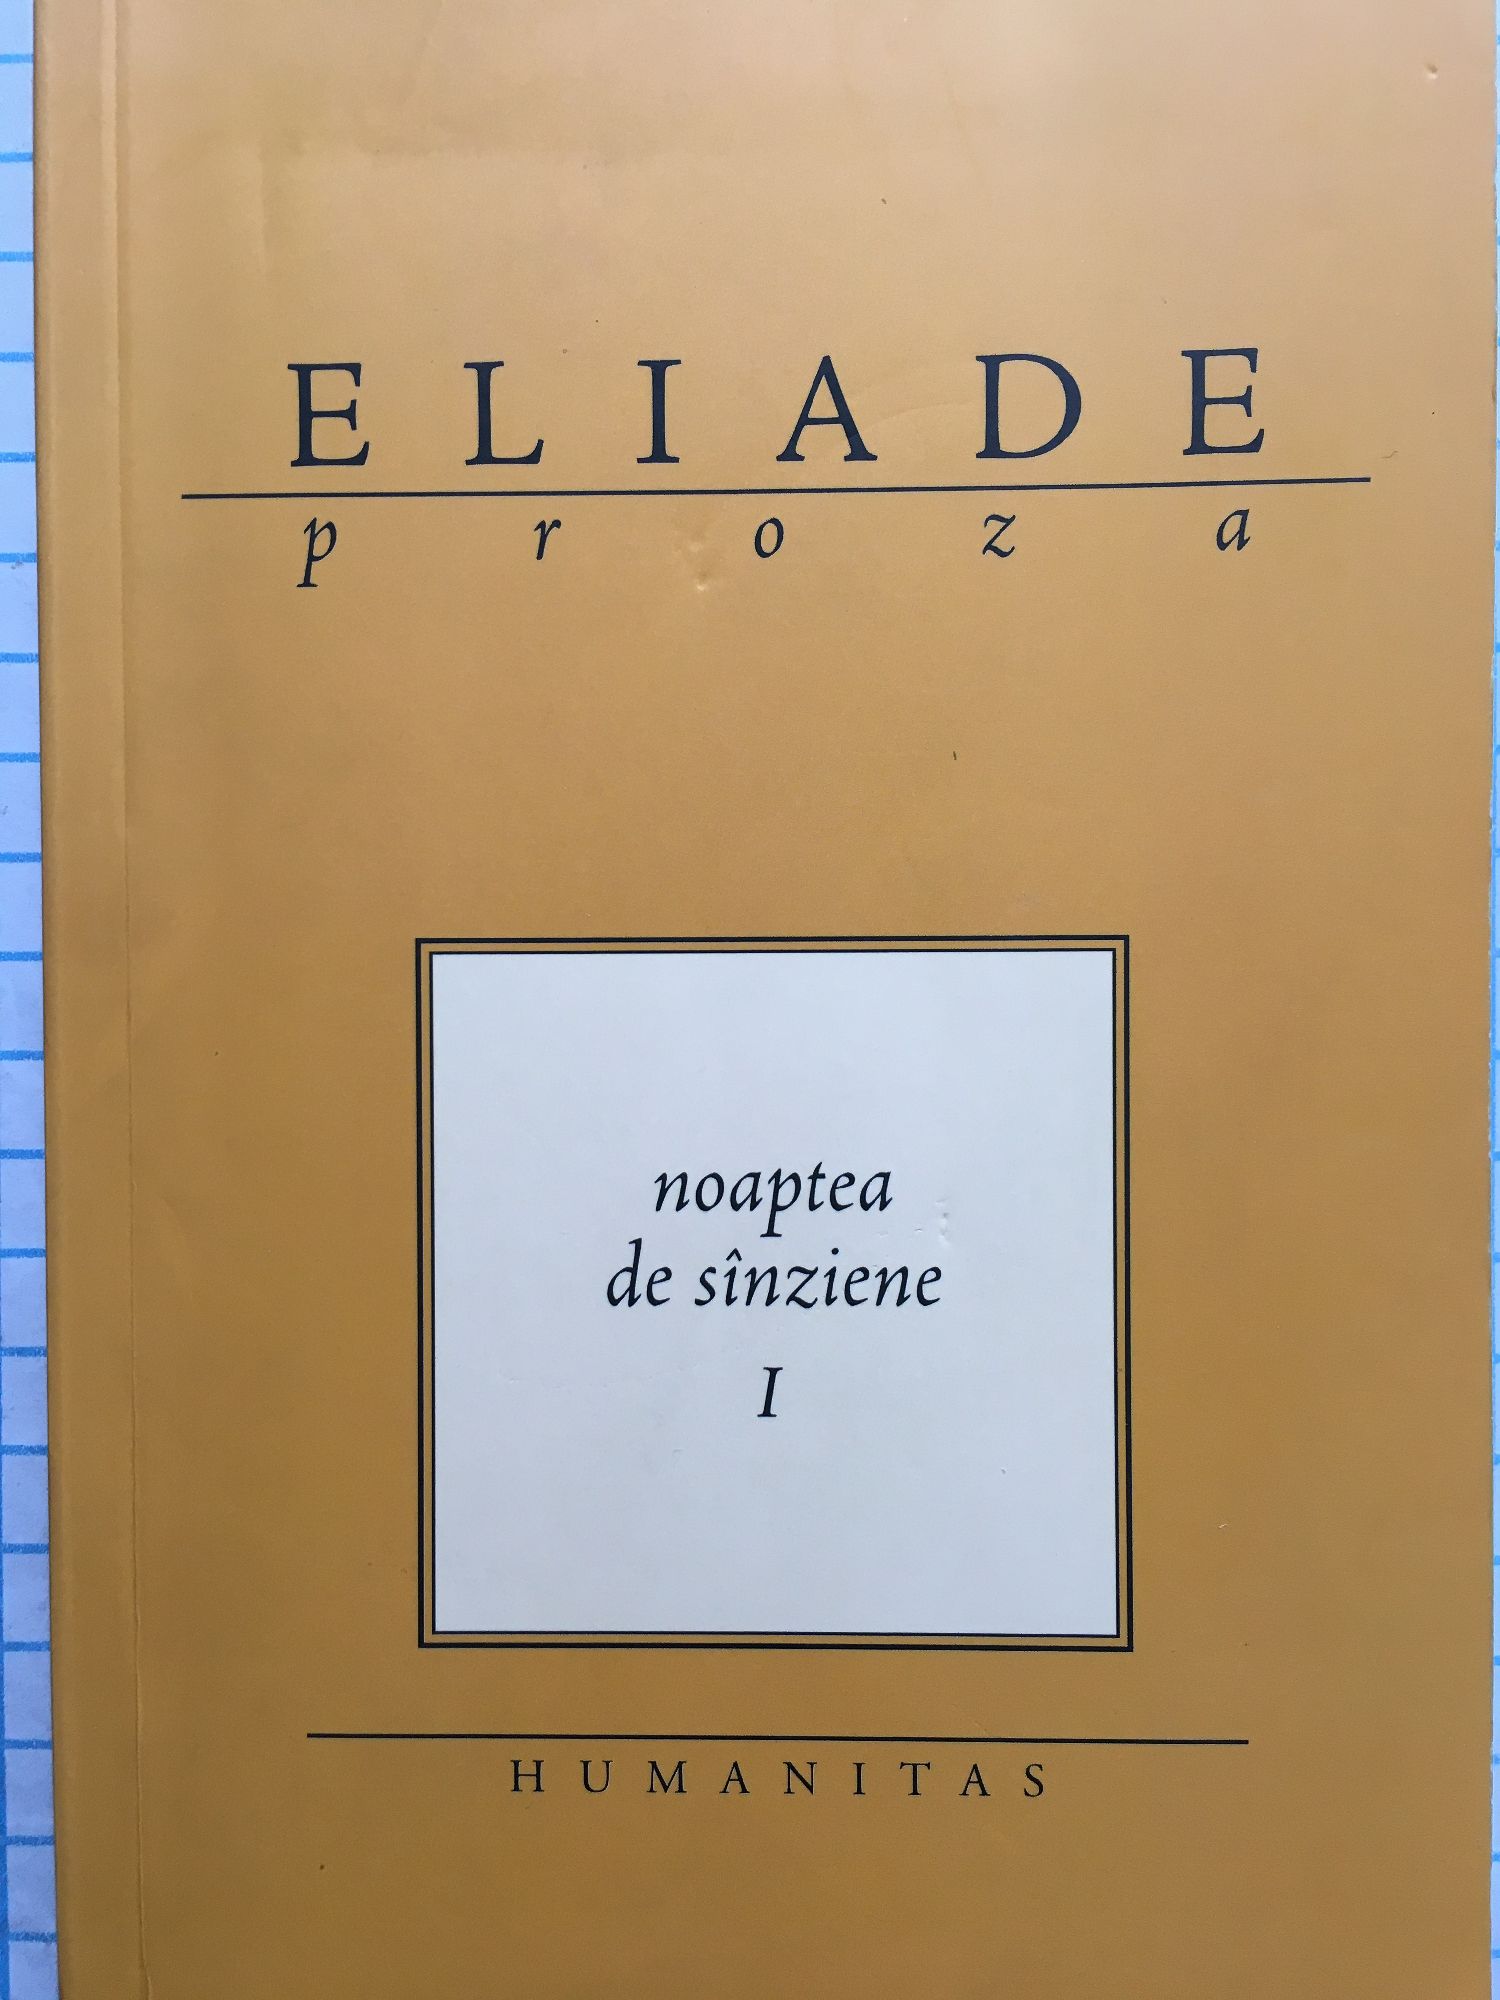 ELIADE
proza
noaptea
de sînziene
I
HUMANITAS